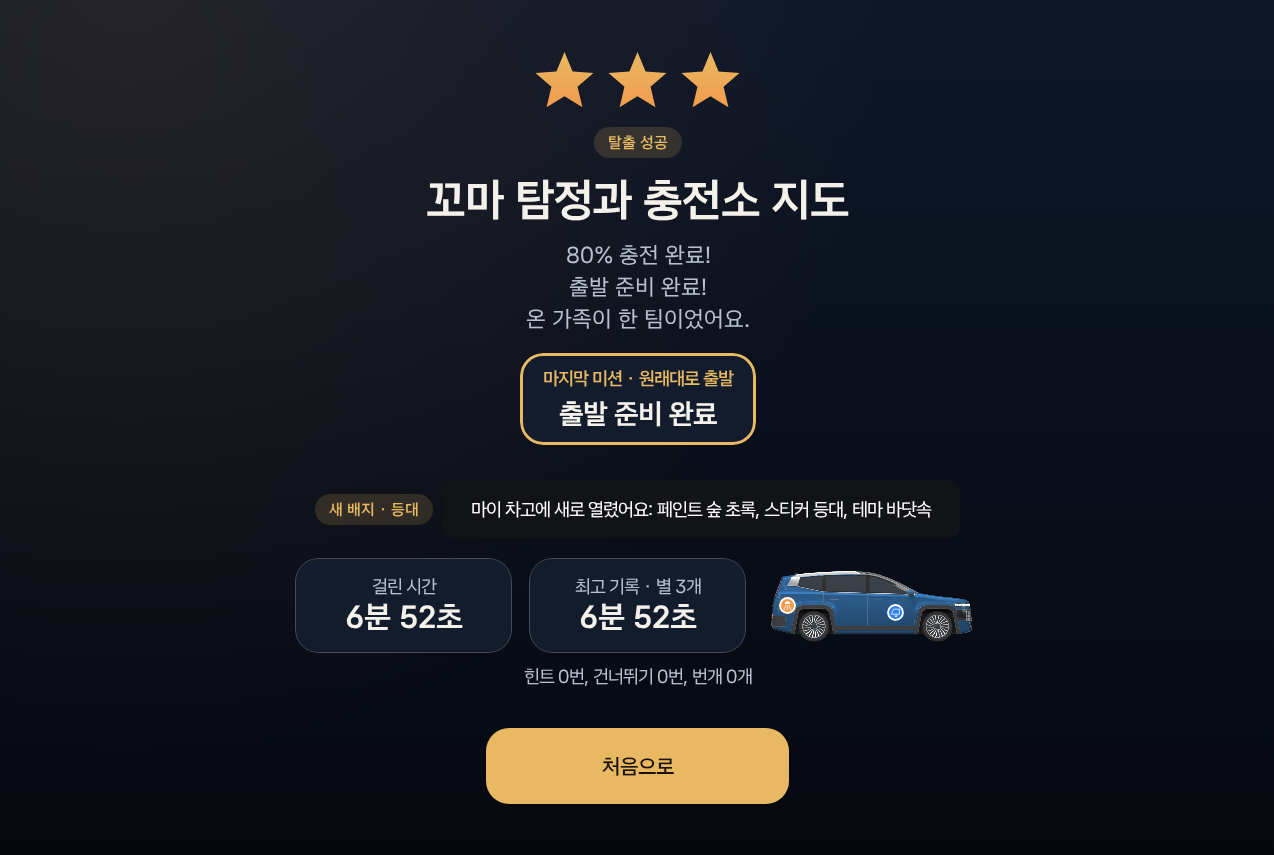 탈출 성공
꼬마 탐정과 충전소 지도
80% 충전 완료!
출발 준비 완료!
온 가족이 한 팀이었어요.
마지막 미션 · 원래대로 출발
출발 준비 완료
새 배지 · 등대
마이 차고에 새로 열렸어요: 페인트 숲 초록, 스티커 등대, 테마 바닷속
걸린 시간
6분 52초
최고 기록 · 별 3개
6분 52초
힌트 0번, 건너뛰기 0번, 번개 0개
처음으로